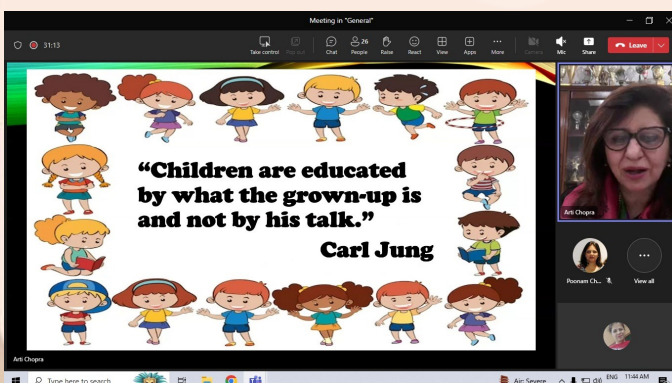 Meeting in "General"
31:13
Take control
Pop out
Chat
26
People
Raise
React
View
Apps
More
Camera
Mic
Share
Leave
“Children are educated
by what the grown-up is
and not by his talk.”
Carl Jung
Arti Chopra
Poonam Ch...
View all
Arti Chopra
Type here to search
Air: Severe
ENG
11:44 AM